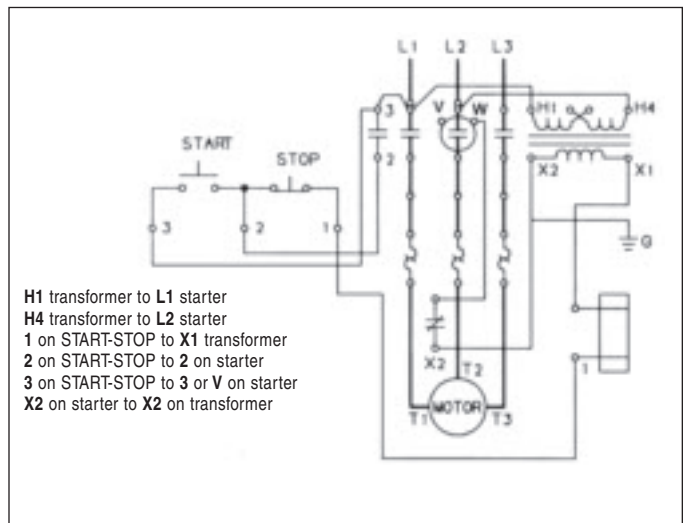 L1 L2 L3
3 V W H1 H4
START STOP 2 X2 X1
3 2 1 G
H1 transformer to L1 starter
H4 transformer to L2 starter
1 on START-STOP to X1 transformer
2 on START-STOP to 2 on starter
3 on START-STOP to 3 or V on starter
X2 on starter to X2 on transformer
X2 T2 1
T1 MOTOR T3